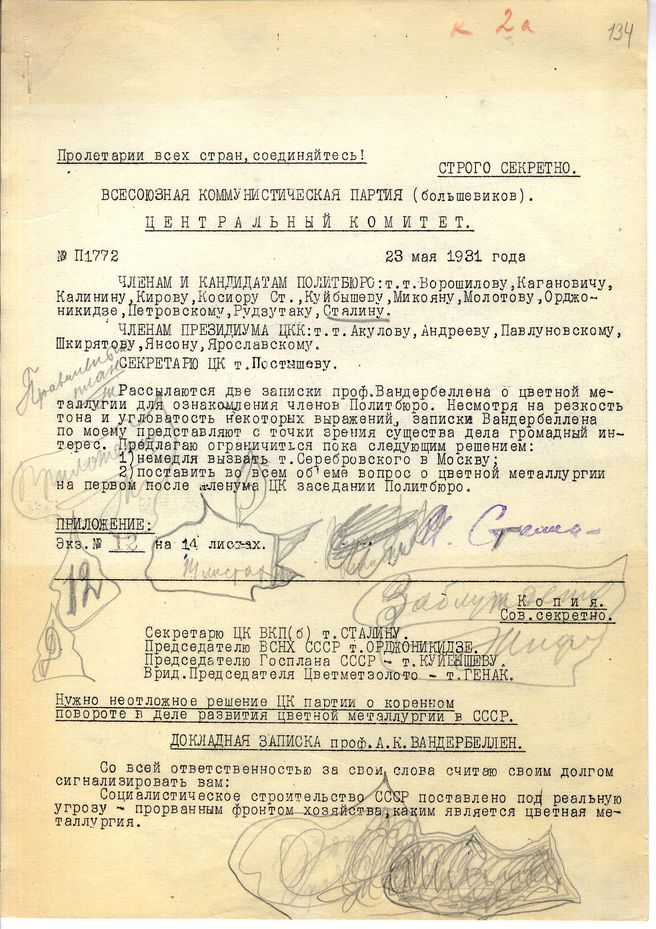 к 2а
134
Пролетарии всех стран, соединяйтесь!
СТРОГО СЕКРЕТНО.
ВСЕСОЮЗНАЯ КОММУНИСТИЧЕСКАЯ ПАРТИЯ (большевиков).
ЦЕНТРАЛЬНЫЙ КОМИТЕТ.
№ П1772
23 мая 1931 года
ЧЛЕНАМ И КАНДИДАТАМ ПОЛИТБЮРО: т.т. Ворошилову, Кагановичу,
Калинину, Кирову, Косиору Ст., Куйбышеву, Микояну, Молотову, Орджо-
никидзе, Петровскому, Рудзутаку, Сталину.
ЧЛЕНАМ ПРЕЗИДИУМА ЦКК: т.т. Акулову, Андрееву, Павлуновскому,
Шкирятову, Янсону, Ярославскому.
СЕКРЕТАРЮ ЦК т. Постышеву.
Рассылаются две записки проф. Вандербеллена о цветной ме-
таллугии для ознакомления членов Политбюро. Несмотря на резкость
тона и угловатость некоторых выражений, записки Вандербеллена
по моему представляют с точки зрения существа дела громадный ин-
терес. Предлагаю ограничиться пока следующим решением:
1) немедля вызвать т. Серебровского в Москву;
2) поставить во всем об'еме вопрос о цветной металлургии
на первом после пленума ЦК заседании Политбюро.
ПРИЛОЖЕНИЕ:
Экз. № 12 на 14 листах.
И. Сталин
12
Копия.
Сов. секретно.
Секретарю ЦК ВКП(б) т. СТАЛИНУ.
Председателю ВСНХ СССР т. ОРДЖОНИКИДЗЕ.
Председателю Госплана СССР - т. КУЙБЫШЕВУ.
Врид. Председателя Цветметзолото - т. ГЕНАК.
Нужно неотложное решение ЦК партии о коренном
повороте в деле развития цветной металлургии в СССР.
ДОКЛАДНАЯ ЗАПИСКА проф. А.К. ВАНДЕРБЕЛЛЕН.
Со всей ответственностью за свои слова считаю своим долгом
сигнализировать вам:
Социалистическое строительство СССР поставлено под реальную
угрозу - прорванным фронтом хозяйства, каким является цветная ме-
таллургия.